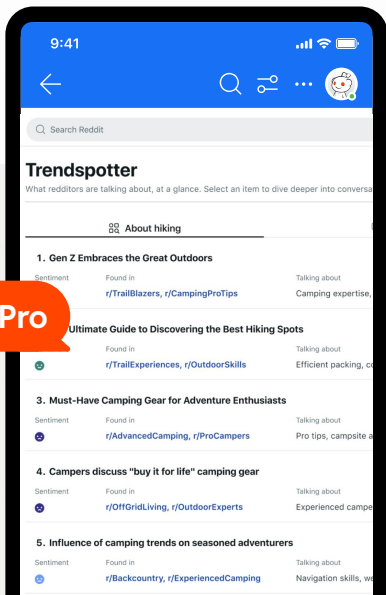 9:41
Search Reddit
Trendspotter
What redditors are talking about, at a glance. Select an item to dive deeper into conversa
About hiking
1. Gen Z Embraces the Great Outdoors
Sentiment Found in Talking about
r/TrailBlazers, r/CampingProTips Camping expertise,
Pro
Ultimate Guide to Discovering the Best Hiking Spots
Found in Talking about
r/TrailExperiences, r/OutdoorSkills Efficient packing, co
3. Must-Have Camping Gear for Adventure Enthusiasts
Sentiment Found in Talking about
r/AdvancedCamping, r/ProCampers Pro tips, campsite a
4. Campers discuss "buy it for life" camping gear
Sentiment Found in Talking about
r/OffGridLiving, r/OutdoorExperts Experienced campe
5. Influence of camping trends on seasoned adventurers
Sentiment Found in Talking about
r/Backcountry, r/ExperiencedCamping Navigation skills, we